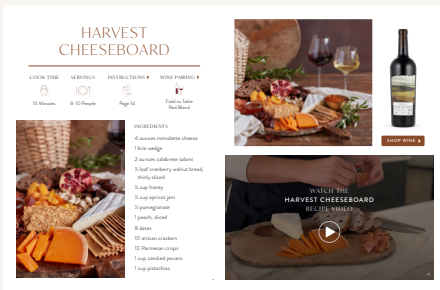 HARVEST
CHEESEBOARD
COOK TIME
SERVINGS
INSTRUCTIONS
WINE PAIRING
15 Minutes
8-10 People
Page 14
Field to Table
Red Blend
INGREDIENTS
4 ounces mimolette cheese
1 brie wedge
2 ounces calabrese salami
½ loaf cranberry walnut bread,
thinly sliced
½ cup honey
½ cup apricot jam
½ pomegranate
1 peach, sliced
8 dates
10 artisan crackers
10 Parmesan crisps
1 cup candied pecans
1 cup pistachios
SHOP WINE
WATCH THE
HARVEST CHEESEBOARD
RECIPE VIDEO